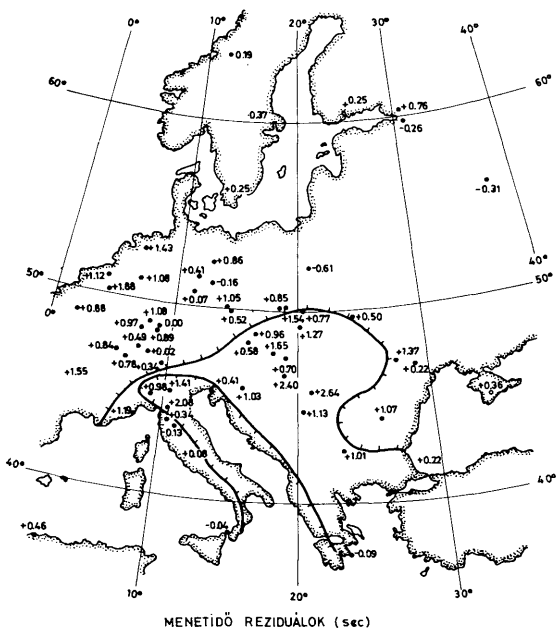 0° 10° 20° 30° 40°
+0.19
60° 60°
+0.25 +0.76
-0.37 -0.26
+0.25 -0.31
+1.43
+0.86
50° +1.12 +1.08 +0.41 -0.61 50°
+1.88 -0.16
+0.07
0 +0.88 +1.05 +0.85
+0.52 +1.54 +0.77 +0.50
+1.08 0.00 +1.27
+0.97 +0.96
+0.49 +0.89 +0.58
+0.84 +0.02 +1.65 +1.37
+0.78 +0.34 +0.70 +0.22
+1.55 +2.40 +0.36
+0.98 +1.41 +0.41 +2.64
+1.03
+1.19 +2.08 +1.13 +1.07
+0.34
-0.13
+1.01
+0.08 +0.22
40° 40°
+0.46 -0.04
-0.09
10° 20° 30°
MENETIDŐ REZIDUÁLOK (sec)